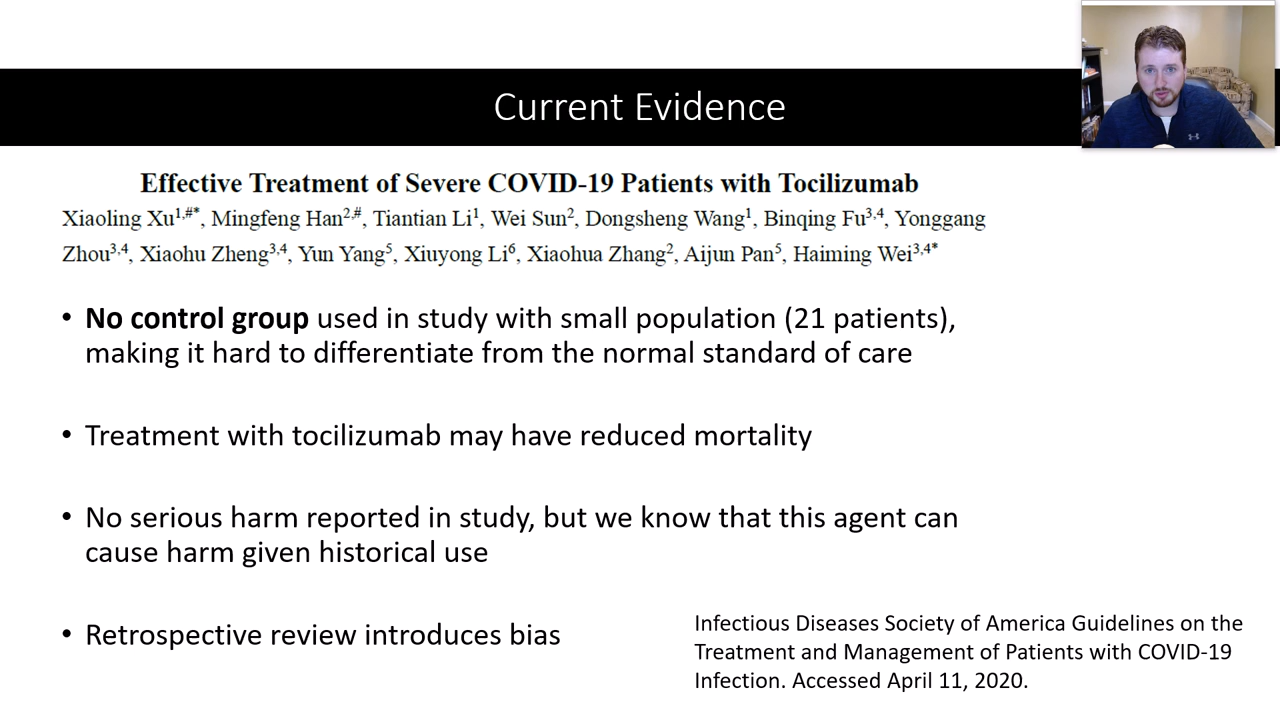 Current Evidence
Effective Treatment of Severe COVID-19 Patients with Tocilizumab
Xiaoling Xu1,#*, Mingfeng Han2,#, Tiantian Li1, Wei Sun2, Dongsheng Wang1, Binqing Fu3,4, Yonggang
Zhou3,4, Xiaohu Zheng3,4, Yun Yang5, Xiuyong Li6, Xiaohua Zhang2, Aijun Pan5, Haiming Wei3,4*
• No control group used in study with small population (21 patients),
making it hard to differentiate from the normal standard of care
• Treatment with tocilizumab may have reduced mortality
• No serious harm reported in study, but we know that this agent can
cause harm given historical use
• Retrospective review introduces bias
Infectious Diseases Society of America Guidelines on the
Treatment and Management of Patients with COVID-19
Infection. Accessed April 11, 2020.